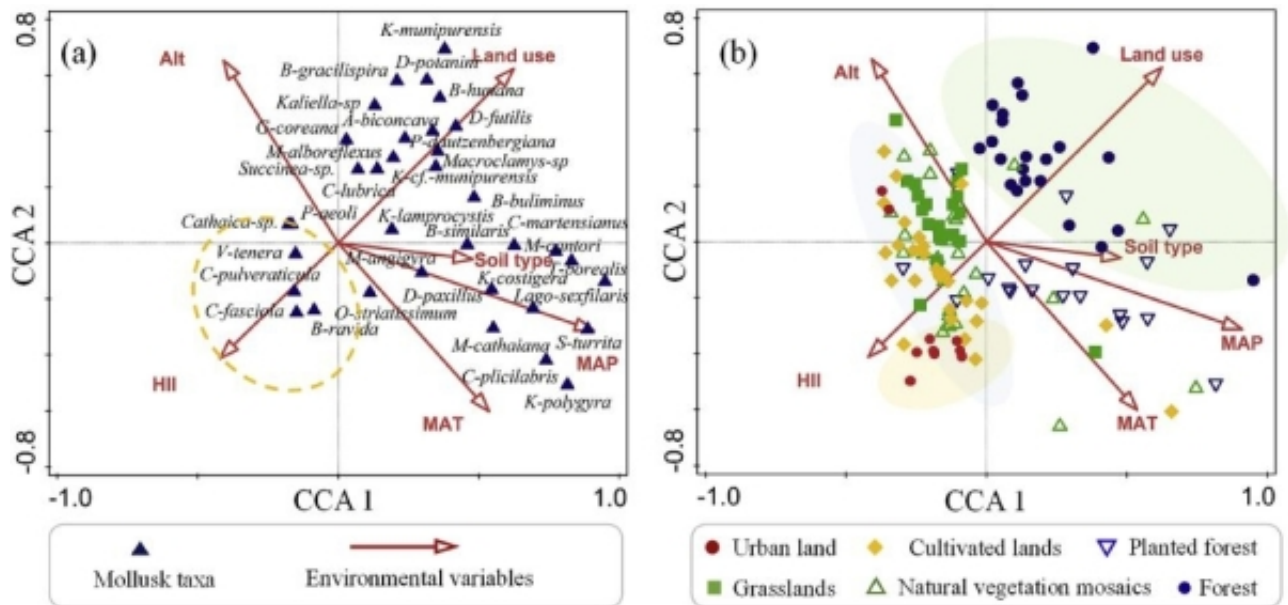 (a)
0.8
CCA 2
-0.8
-1.0
CCA 1
1.0
K-munipurensis
Alt
D-potanini
Land use
B-gracilispira
B-hunana
Kaliella-sp
A-biconcava
D-futilis
G-coreana
P-dautzenbergiana
M-alboreflexus
Macroclamys-sp
Succinea-sp.
K-cf.-munipurensis
C-lubrica
B-buliminus
P-aeoli
K-lamprocystis
C-martensianus
Cathaica-sp.
B-similaris
V-tenera
M-cantori
M-angigyra
Soil type
C-pulveraticula
K-costigera
T-borealis
D-paxillus
Lago-sexfilaris
C-fasciola
O-striatissimum
B-ravida
S-turrita
M-cathaiana
MAP
HII
C-plicilabris
MAT
K-polygyra
Mollusk taxa
Environmental variables
(b)
0.8
CCA 2
-0.8
-1.0
CCA 1
1.0
Alt
Land use
Soil type
MAP
HII
MAT
Urban land
Cultivated lands
Planted forest
Grasslands
Natural vegetation mosaics
Forest